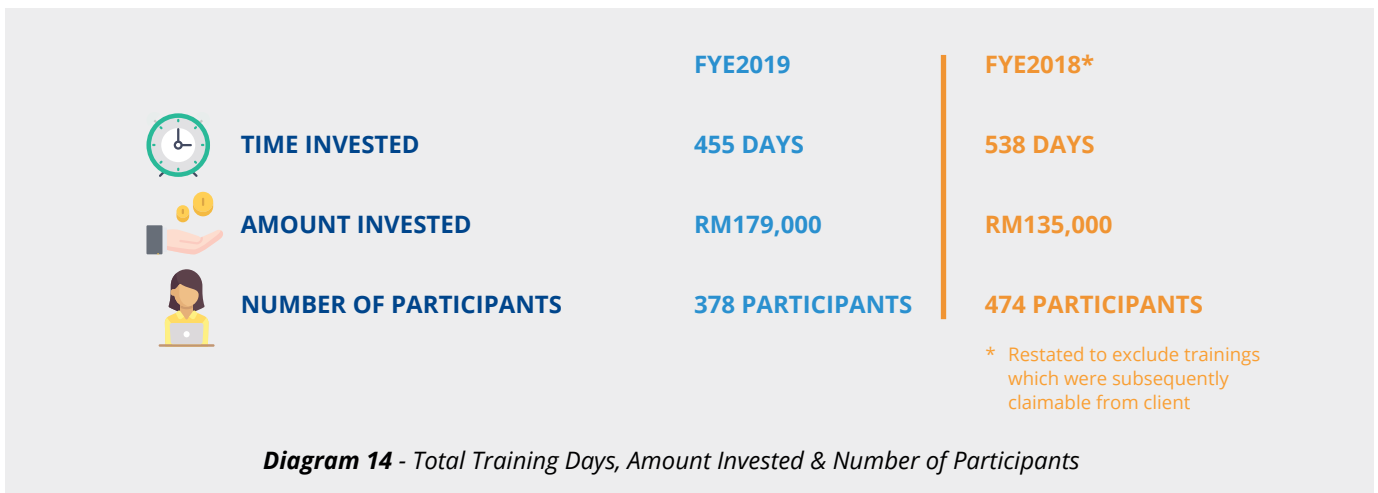 FYE2019 FYE2018*
TIME INVESTED 455 DAYS 538 DAYS
AMOUNT INVESTED RM179,000 RM135,000
NUMBER OF PARTICIPANTS 378 PARTICIPANTS 474 PARTICIPANTS
* Restated to exclude trainings
which were subsequently
claimable from client
Diagram 14 - Total Training Days, Amount Invested & Number of Participants